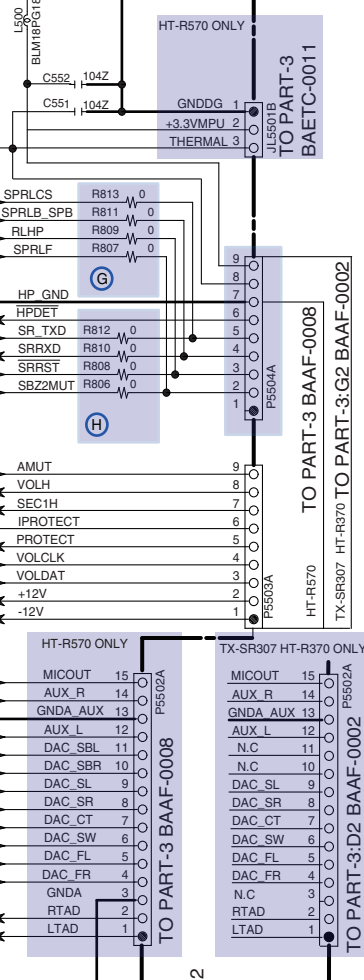 L500
BLM18PG18
HT-R570 ONLY
C552 104Z
C551 104Z
GNDDG 1
+3.3VMPU 2
THERMAL 3
JL5501B
TO PART-3
BAETC-0011
SPRLCS R813 0
SPRLB_SPB R811 0
RLHP R809 0
SPRLF R807 0
G
HP_GND
HPDET
SR_TXD R812 0
SRRXD R810 0
SRRST R808 0
SBZ2MUT R806 0
H
9
8
7
6
5
4
3
2
1
P5504A
TO PART-3 BAAF-0008
HT-R570
TO PART-3:G2 BAAF-0002
TX-SR307 HT-R370
AMUT 9
VOLH 8
SEC1H 7
IPROTECT 6
PROTECT 5
VOLCLK 4
VOLDAT 3
+12V 2
-12V 1
P5503A
HT-R570 ONLY
MICOUT 15
AUX_R 14
GNDA_AUX 13
AUX_L 12
DAC_SBL 11
DAC_SBR 10
DAC_SL 9
DAC_SR 8
DAC_CT 7
DAC_SW 6
DAC_FL 5
DAC_FR 4
GNDA 3
RTAD 2
LTAD 1
P5502A
TO PART-3 BAAF-0008
TX-SR307 HT-R370 ONLY
MICOUT 15
AUX_R 14
GNDA_AUX 13
AUX_L 12
N.C 11
N.C 10
DAC_SL 9
DAC_SR 8
DAC_CT 7
DAC_SW 6
DAC_FL 5
DAC_FR 4
N.C 3
RTAD 2
LTAD 1
P5502A
TO PART-3:D2 BAAF-0002
2